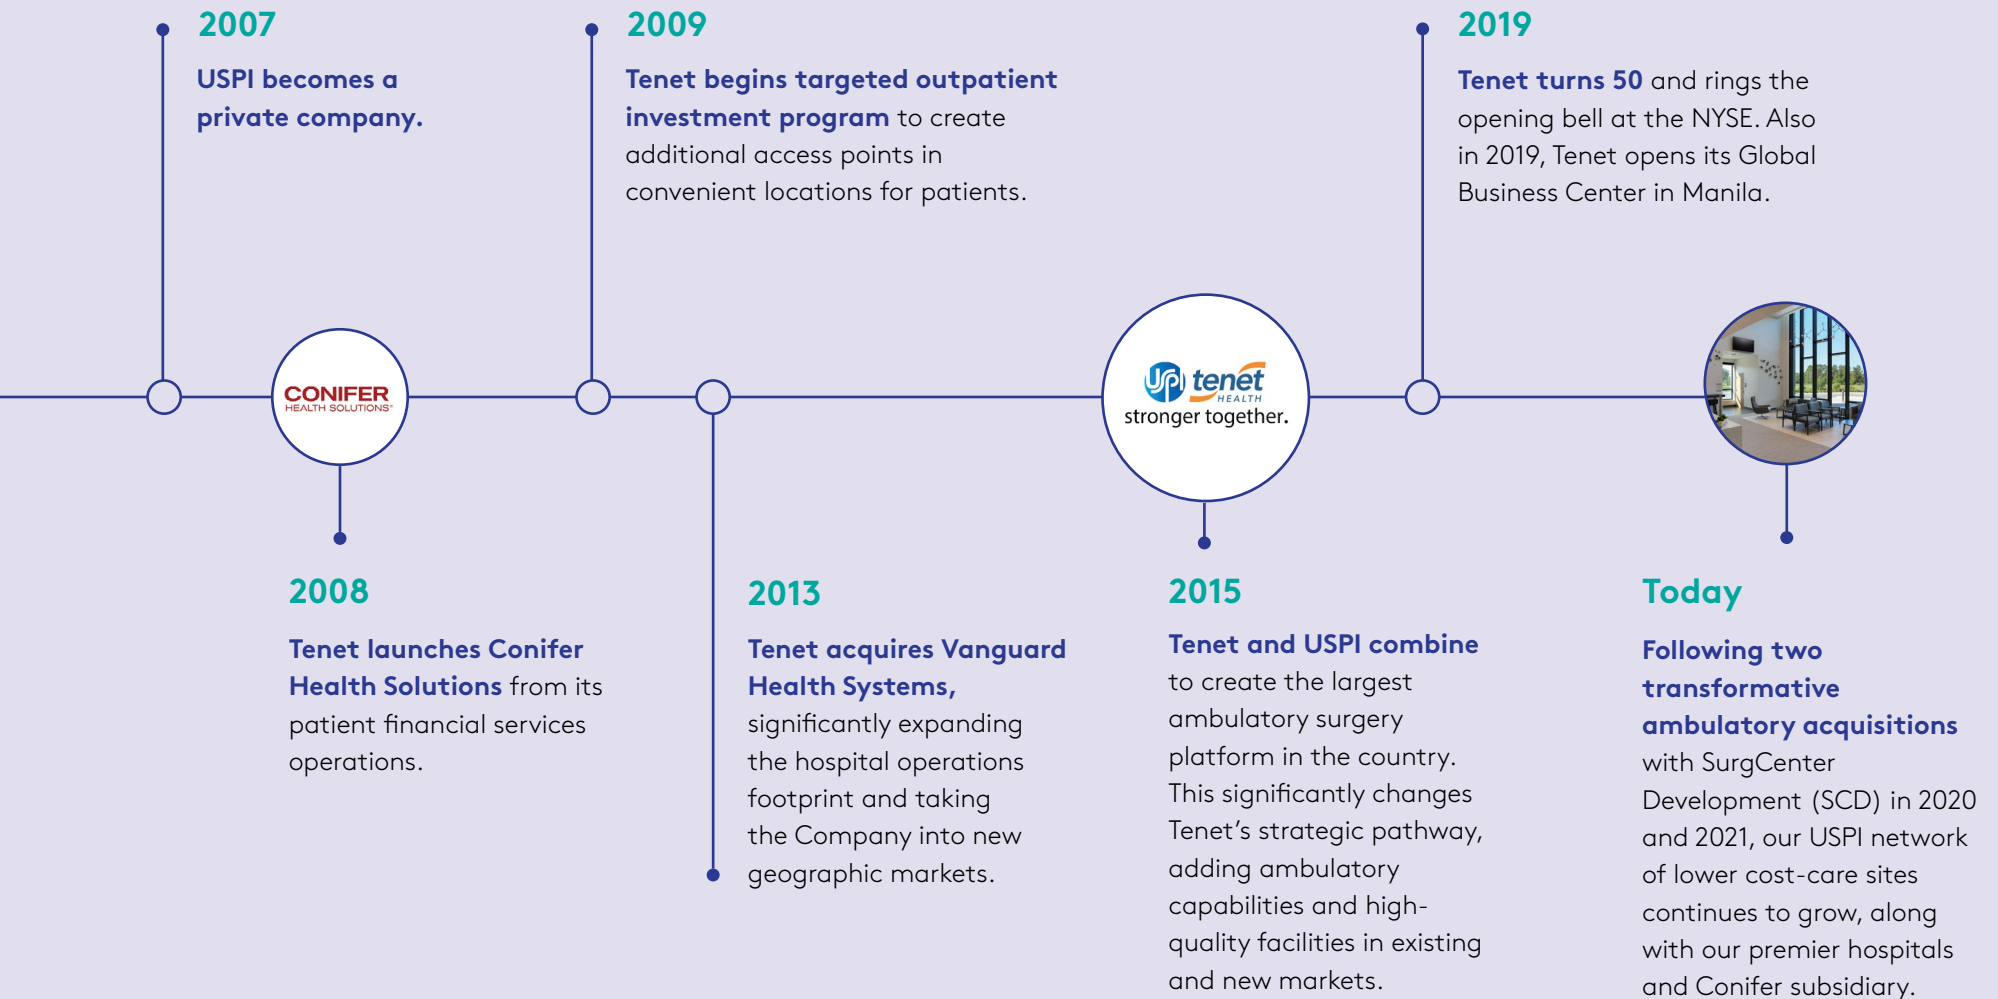 2007
USPI becomes a
private company.
2009
Tenet begins targeted outpatient
investment program to create
additional access points in
convenient locations for patients.
2019
Tenet turns 50 and rings the
opening bell at the NYSE. Also
in 2019, Tenet opens its Global
Business Center in Manila.
CONIFER
HEALTH SOLUTIONS®
USPI tenet
HEALTH
stronger together.
2008
Tenet launches Conifer
Health Solutions from its
patient financial services
operations.
2013
Tenet acquires Vanguard
Health Systems,
significantly expanding
the hospital operations
footprint and taking
the Company into new
geographic markets.
2015
Tenet and USPI combine
to create the largest
ambulatory surgery
platform in the country.
This significantly changes
Tenet’s strategic pathway,
adding ambulatory
capabilities and high-
quality facilities in existing
and new markets.
Today
Following two
transformative
ambulatory acquisitions
with SurgCenter
Development (SCD) in 2020
and 2021, our USPI network
of lower cost-care sites
continues to grow, along
with our premier hospitals
and Conifer subsidiary.